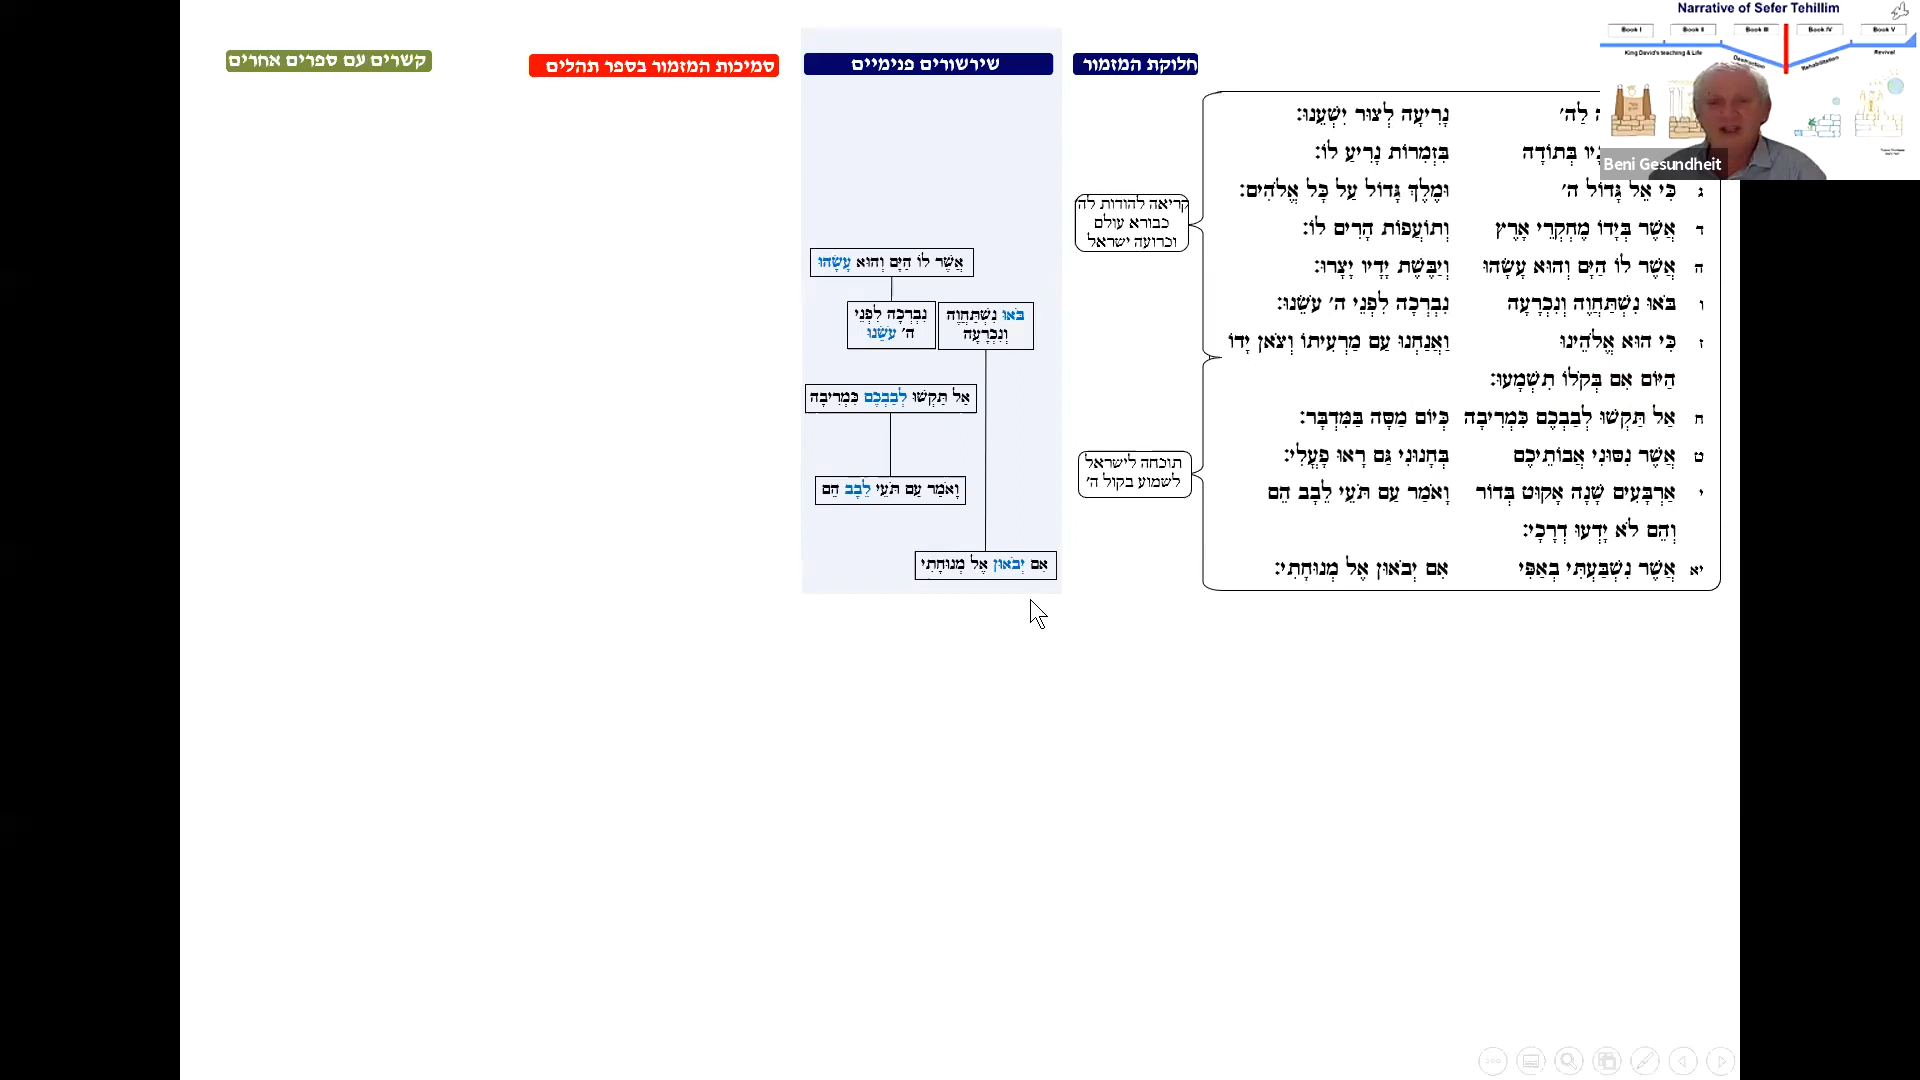 Narrative of Sefer Tehillim
Book I Book II Book III Book IV Book V
King David's teaching & Life Destruction Rehabilitation Revival
Beni Gesundheit
חלוקת המזמור
שירשורים פנימיים
סמיכות המזמור בספר תהלים
קשרים עם ספרים אחרים
לַה' נָרִיעָה לְצוּר יִשְׁעֵנוּ:
בְּתוֹדָה בִּזְמִרוֹת נָרִיעַ לוֹ:
ג כִּי אֵל גָּדוֹל ה' וּמֶלֶךְ גָּדוֹל עַל כָּל אֱלֹהִים:
ד אֲשֶׁר בְּיָדוֹ מֶחְקְרֵי אָרֶץ וְתוֹעֲפוֹת הָרִים לוֹ:
ה אֲשֶׁר לוֹ הַיָּם וְהוּא עָשָׂהוּ וְיַבֶּשֶׁת יָדָיו יָצָרוּ:
ו בֹּאוּ נִשְׁתַּחֲוֶה וְנִכְרָעָה נִבְרְכָה לִפְנֵי ה' עֹשֵׂנוּ:
ז כִּי הוּא אֱלֹהֵינוּ וַאֲנַחְנוּ עַם מַרְעִיתוֹ וְצֹאן יָדוֹ
הַיּוֹם אִם בְּקֹלוֹ תִשְׁמָעוּ:
ח אַל תַּקְשׁוּ לְבַבְכֶם כִּמְרִיבָה כְּיוֹם מַסָּה בַּמִּדְבָּר:
ט אֲשֶׁר נִסּוּנִי אֲבוֹתֵיכֶם בְּחָנוּנִי גַּם רָאוּ פָעֳלִי:
י אַרְבָּעִים שָׁנָה אָקוּט בְּדוֹר וָאֹמַר עַם תֹּעֵי לֵבָב הֵם
וְהֵם לֹא יָדְעוּ דְרָכָי:
יא אֲשֶׁר נִשְׁבַּעְתִּי בְאַפִּי אִם יְבֹאוּן אֶל מְנוּחָתִי:
קריאה להודות לה'
כבורא עולם
וכרועה ישראל
תוכחה לישראל
לשמוע בקול ה'
אֲשֶׁר לוֹ הַיָּם וְהוּא עָשָׂהוּ
בֹּאוּ נִשְׁתַּחֲוֶה
וְנִכְרָעָה
נִבְרְכָה לִפְנֵי
ה' עֹשֵׂנוּ
אַל תַּקְשׁוּ לְבַבְכֶם כִּמְרִיבָה
וָאֹמַר עַם תֹּעֵי לֵבָב הֵם
אִם יְבֹאוּן אֶל מְנוּחָתִי